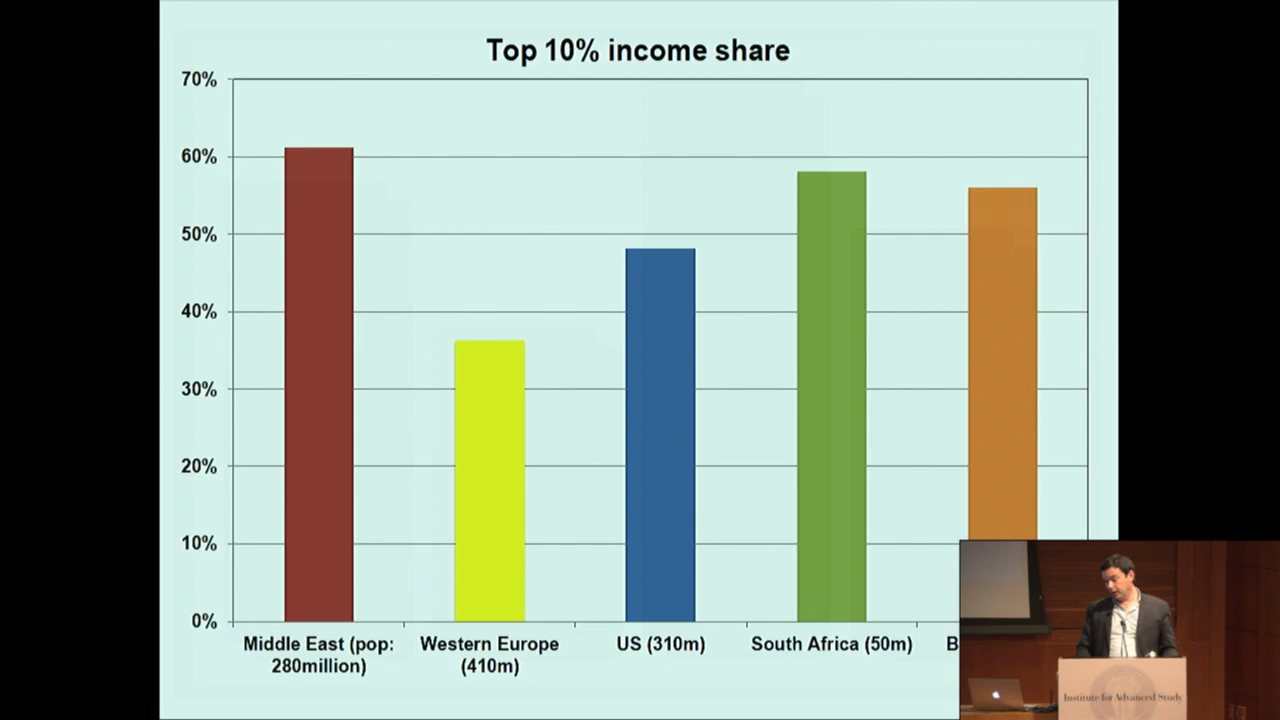 Top 10% income share
70%
60%
50%
40%
30%
20%
10%
0%
Middle East (pop:
280million)
Western Europe
(410m)
US (310m)
South Africa (50m)
B
Institute for Advanced Study